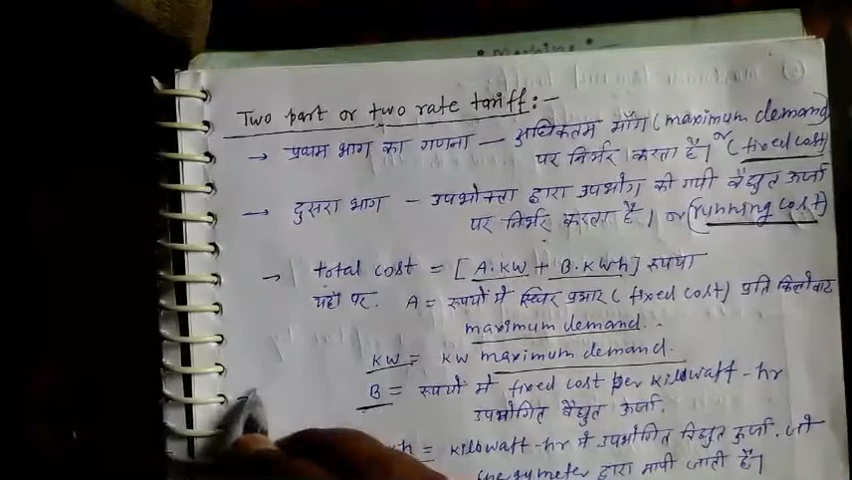 Two part or two rate tariff:-
→ प्रथम भाग का गणना - अधिकतम माँग (maximum demand)
पर निर्भर करता है। or (fixed cost)
→ दुसरा भाग - उपभोक्ता द्वारा उपभोग की गयी वैद्युत ऊर्जा
पर निर्भर करता है। or (running cost)
→ total cost = [A.KW + B.KWh] रुपया
यहाँ पर. A = रुपयों में स्थिर प्रभार (fixed cost) प्रति किलोवाट
maximum demand.
KW = KW maximum demand.
B = रुपयों में fixed cost per kilowatt-hr
उपभोगित वैद्युत ऊर्जा.
h = kilowatt-hr में उपभोगित विद्युत ऊर्जा. जो
energymeter द्वारा मापी जाती है।